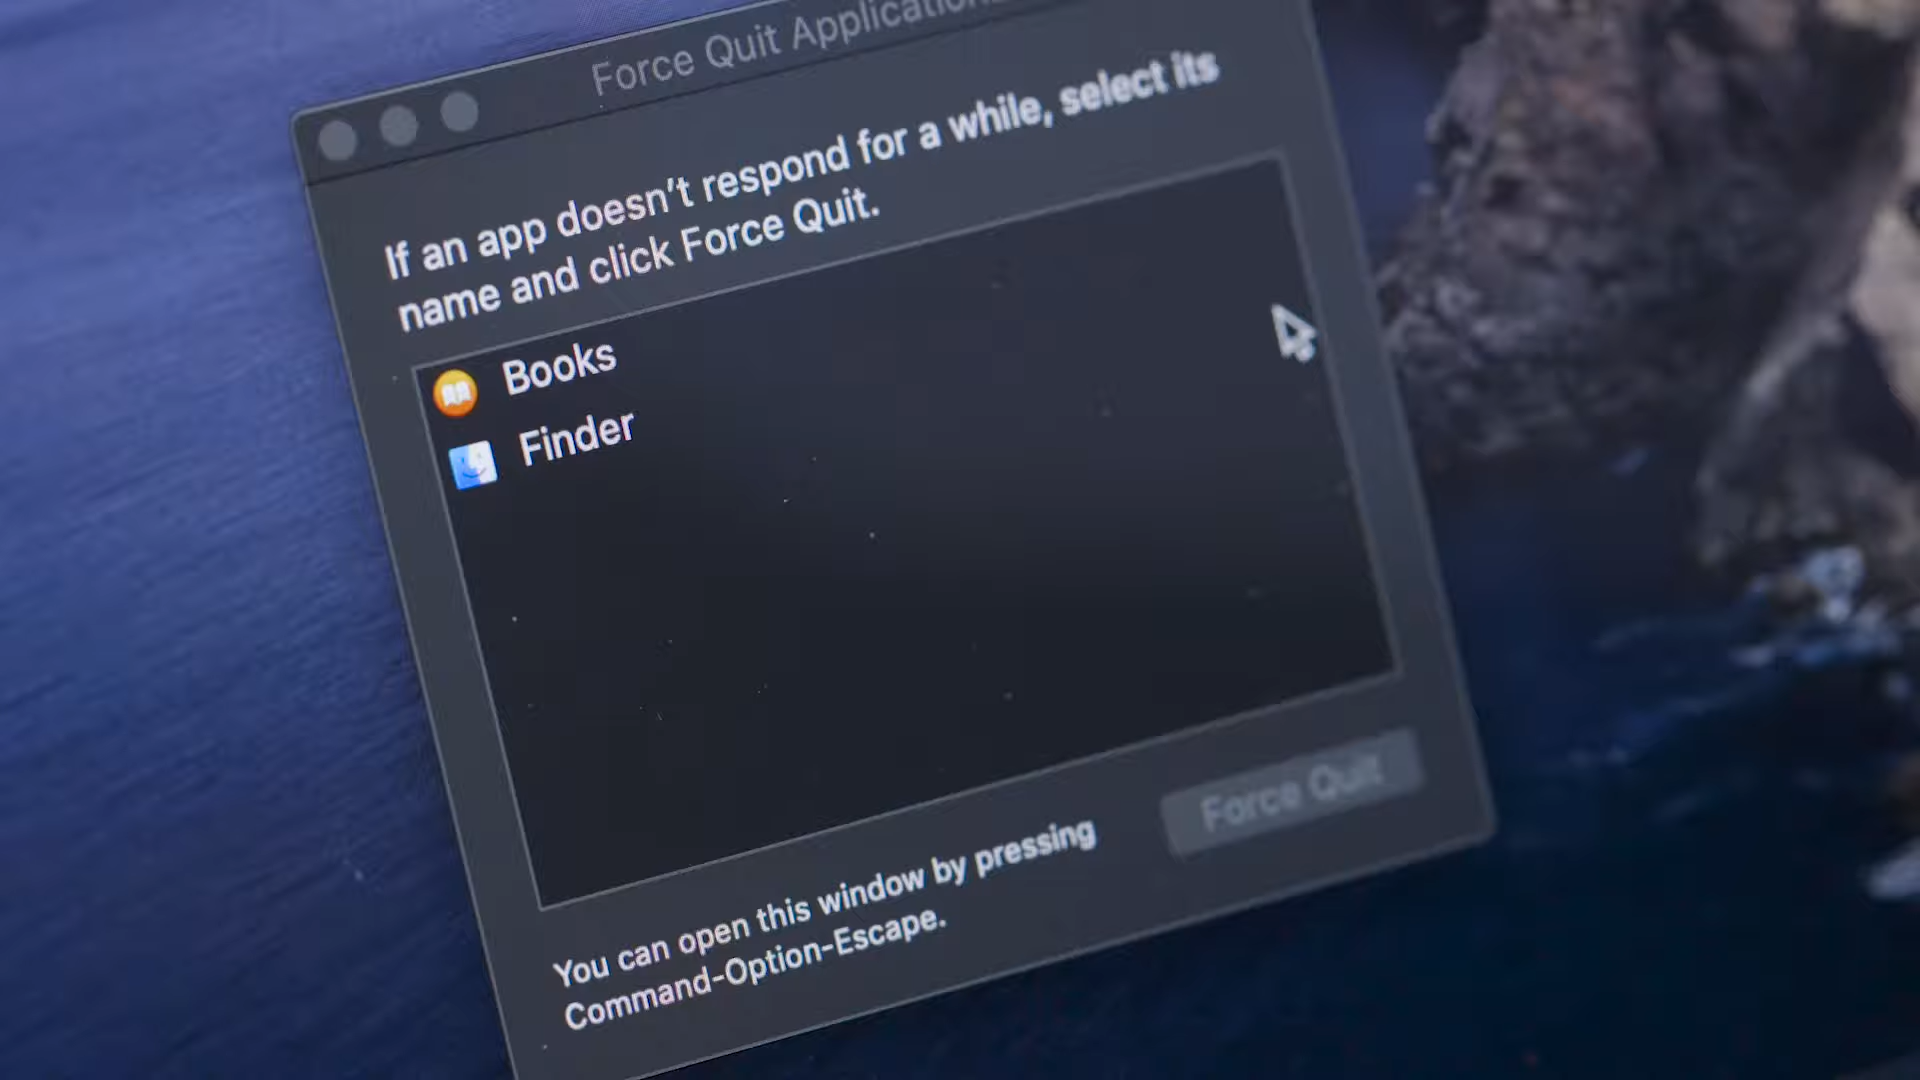 Force Quit Application
If an app doesn't respond for a while, select its
name and click Force Quit.
Books
Finder
Force Quit
You can open this window by pressing
Command-Option-Escape.